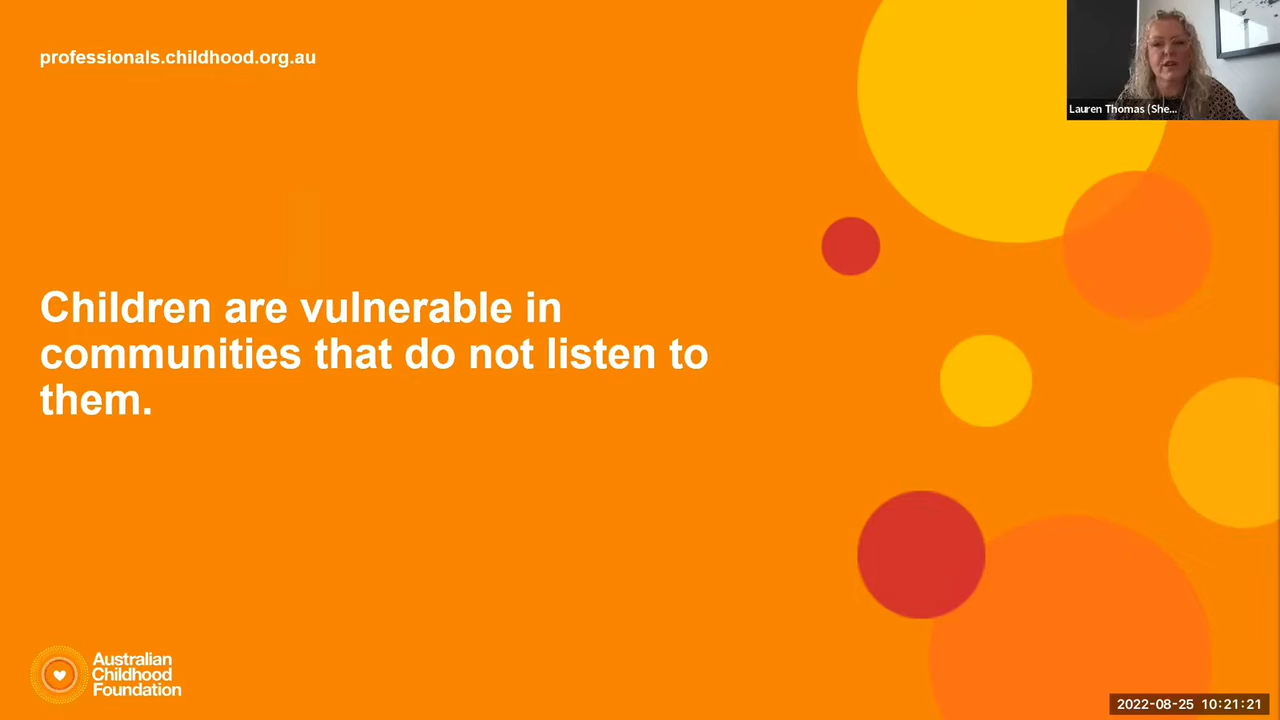 professionals.childhood.org.au
Lauren Thomas (She...
Children are vulnerable in
communities that do not listen to
them.
Australian
Childhood
Foundation
2022-08-25 10:21:21